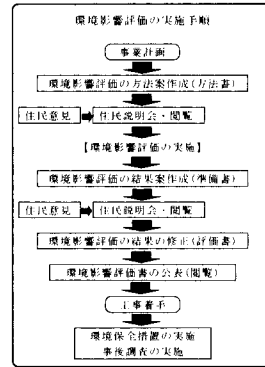 環境影響評価の実施手順
事業計画
環境影響評価の方法案作成(方法書)
住民意見
住民説明会・閲覧
【環境影響評価の実施】
環境影響評価の結果案作成(準備書)
住民意見
住民説明会・閲覧
環境影響評価の結果の修正(評価書)
環境影響評価書の公表(閲覧)
工事着手
環境保全措置の実施
事後調査の実施